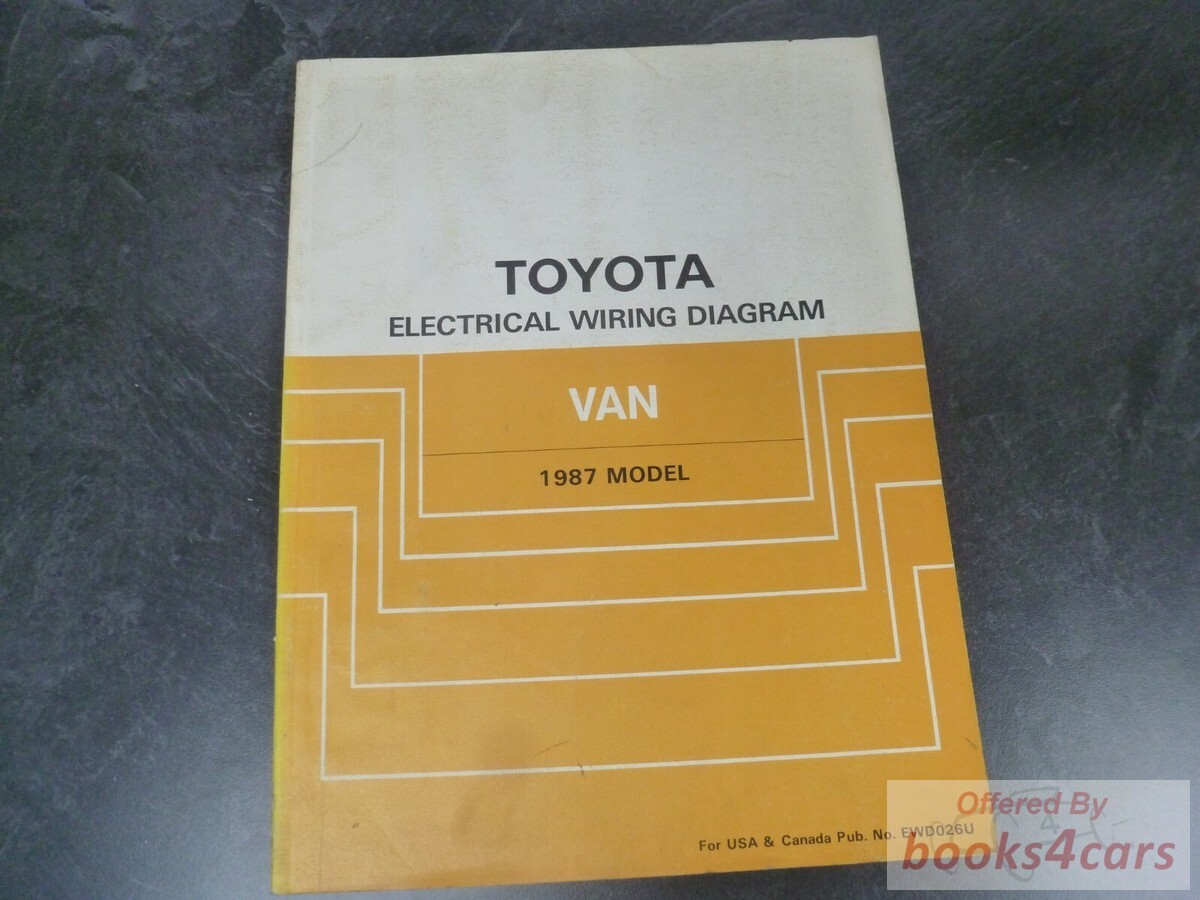 TOYOTA
ELECTRICAL WIRING DIAGRAM
VAN
1987 MODEL
For USA & Canada Pub. No. EWD026U
Offered By
books4cars